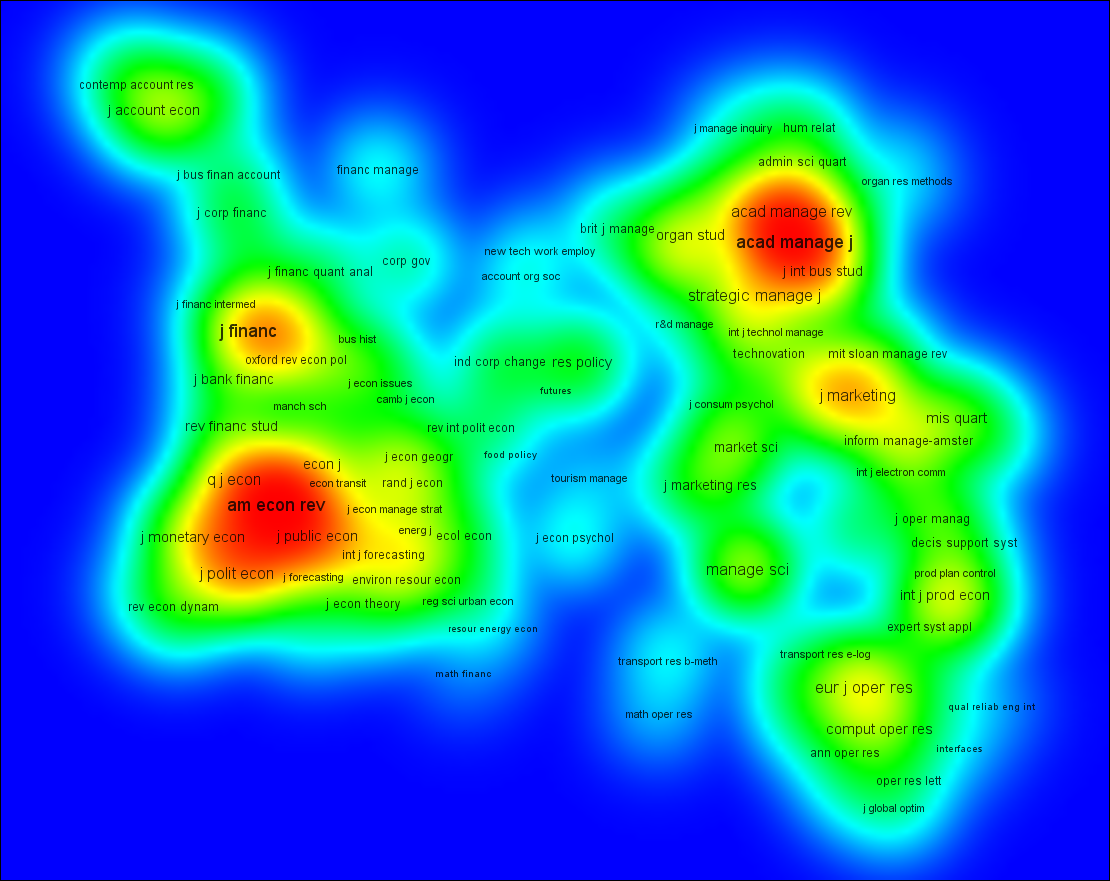 contemp account res
j account econ
j manage inquiry
hum relat
admin sci quart
financ manage
j bus finan account
organ res methods
j corp financ
acad manage rev
brit j manage
organ stud
acad manage j
new tech work employ
corp gov
j financ quant anal
account org soc
j int bus stud
strategic manage j
j financ intermed
j financ
r&d manage
int j technol manage
bus hist
oxford rev econ pol
ind corp change
res policy
technovation
mit sloan manage rev
j bank financ
j econ issues
futures
j marketing
camb j econ
manch sch
j consum psychol
mis quart
rev financ stud
rev int polit econ
inform manage-amster
market sci
food policy
j econ geogr
econ j
int j electron comm
q j econ
econ transit
rand j econ
tourism manage
j marketing res
am econ rev
j econ manage strat
j oper manag
energ j
ecol econ
j monetary econ
j public econ
j econ psychol
decis support syst
int j forecasting
manage sci
prod plan control
j polit econ
j forecasting
environ resour econ
int j prod econ
rev econ dynam
j econ theory
reg sci urban econ
resour energy econ
expert syst appl
transport res e-log
transport res b-meth
math financ
eur j oper res
qual reliab eng int
math oper res
comput oper res
ann oper res
interfaces
oper res lett
j global optim